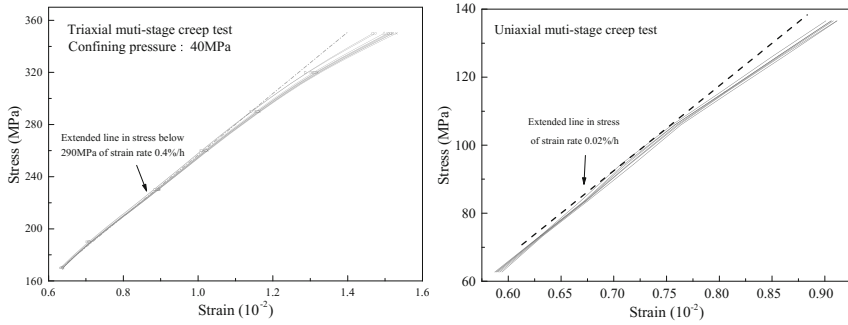 Triaxial muti-stage creep test
Confining pressure : 40MPa
Extended line in stress below
290MPa of strain rate 0.4%/h
Stress (MPa)
360
320
280
240
200
160
0.6 0.8 1.0 1.2 1.4 1.6
Strain (10-2)
Uniaxial muti-stage creep test
Extended line in stress
of strain rate 0.02%/h
Stress (MPa)
140
120
100
80
60
0.60 0.65 0.70 0.75 0.80 0.85 0.90
Strain (10-2)